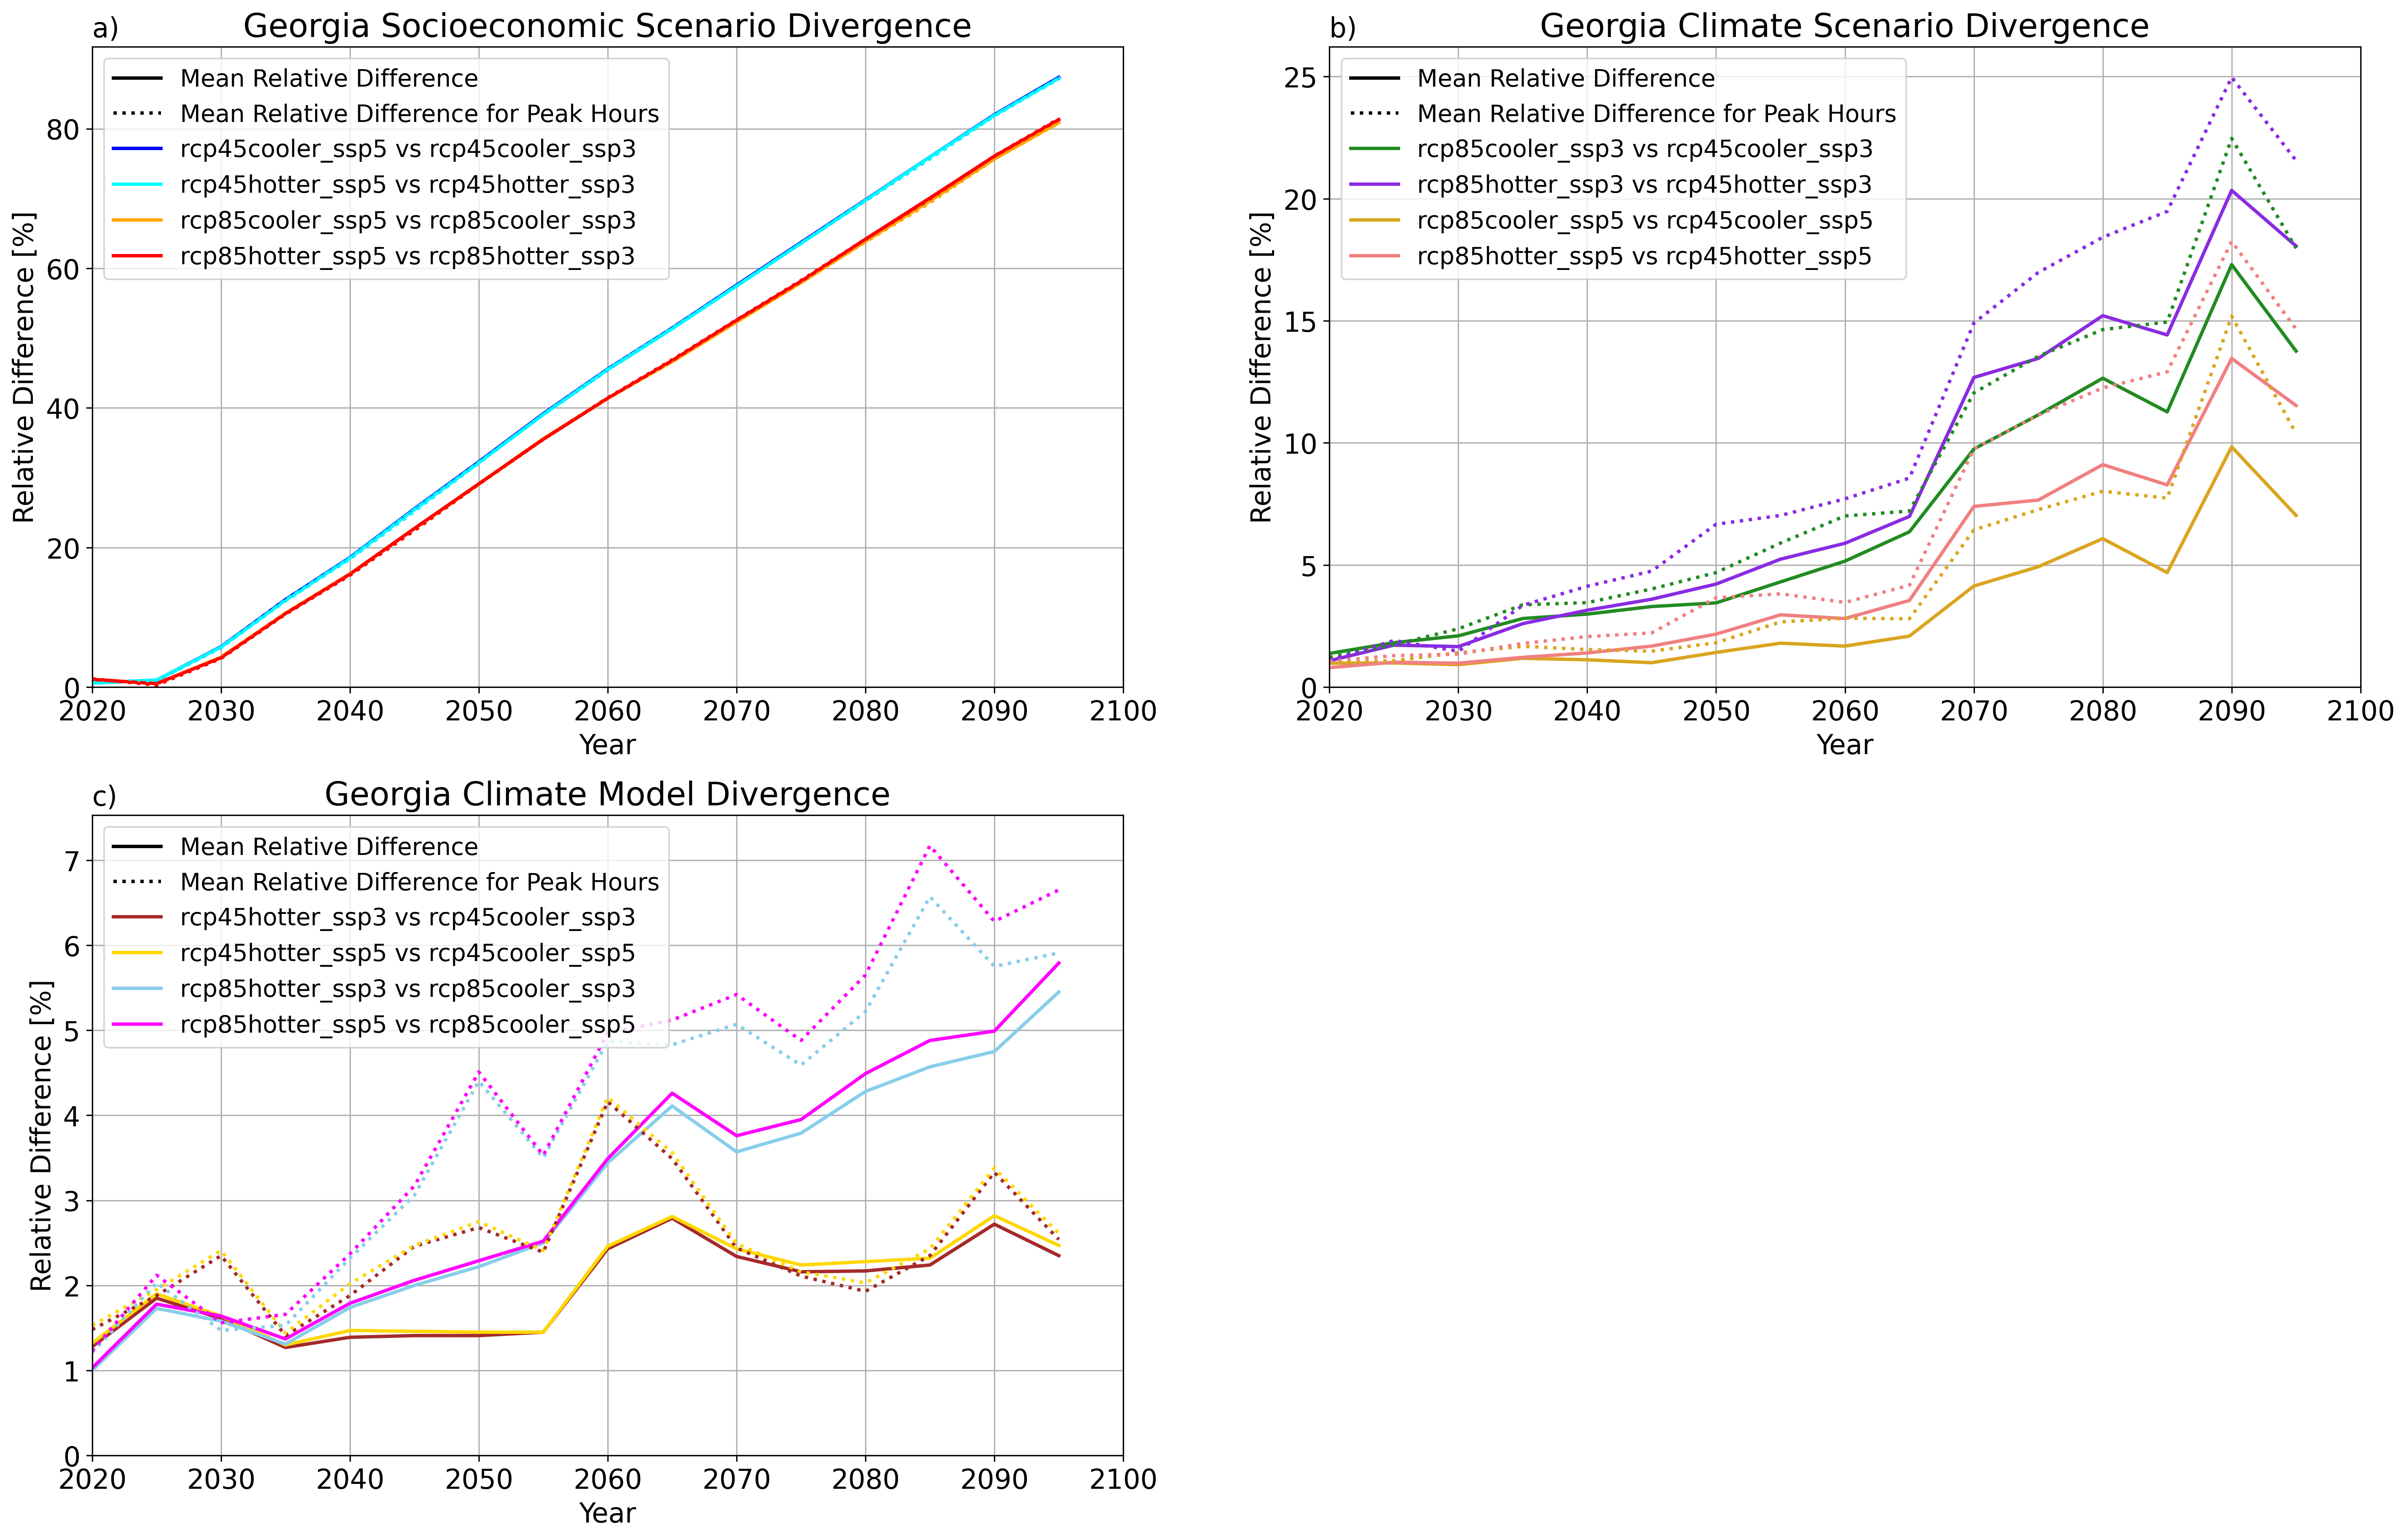 a)
Georgia Socioeconomic Scenario Divergence
Mean Relative Difference
Mean Relative Difference for Peak Hours
rcp45cooler_ssp5 vs rcp45cooler_ssp3
rcp45hotter_ssp5 vs rcp45hotter_ssp3
rcp85cooler_ssp5 vs rcp85cooler_ssp3
rcp85hotter_ssp5 vs rcp85hotter_ssp3
Relative Difference [%]
80
60
40
20
0
2020 2030 2040 2050 2060 2070 2080 2090 2100
Year
b)
Georgia Climate Scenario Divergence
Mean Relative Difference
Mean Relative Difference for Peak Hours
rcp85cooler_ssp3 vs rcp45cooler_ssp3
rcp85hotter_ssp3 vs rcp45hotter_ssp3
rcp85cooler_ssp5 vs rcp45cooler_ssp5
rcp85hotter_ssp5 vs rcp45hotter_ssp5
Relative Difference [%]
25
20
15
10
5
0
2020 2030 2040 2050 2060 2070 2080 2090 2100
Year
c)
Georgia Climate Model Divergence
Mean Relative Difference
Mean Relative Difference for Peak Hours
rcp45hotter_ssp3 vs rcp45cooler_ssp3
rcp45hotter_ssp5 vs rcp45cooler_ssp5
rcp85hotter_ssp3 vs rcp85cooler_ssp3
rcp85hotter_ssp5 vs rcp85cooler_ssp5
Relative Difference [%]
7
6
5
4
3
2
1
0
2020 2030 2040 2050 2060 2070 2080 2090 2100
Year